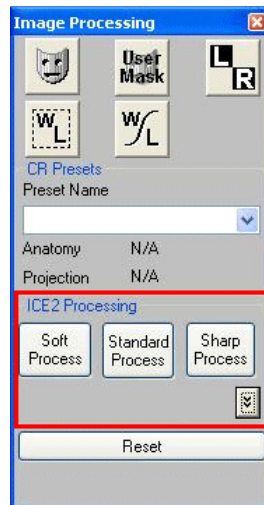 Image Processing
User
Mask
L
R
W
L
W
L
CR Presets
Preset Name
Anatomy N/A
Projection N/A
ICE2 Processing
Soft
Process
Standard
Process
Sharp
Process
Reset